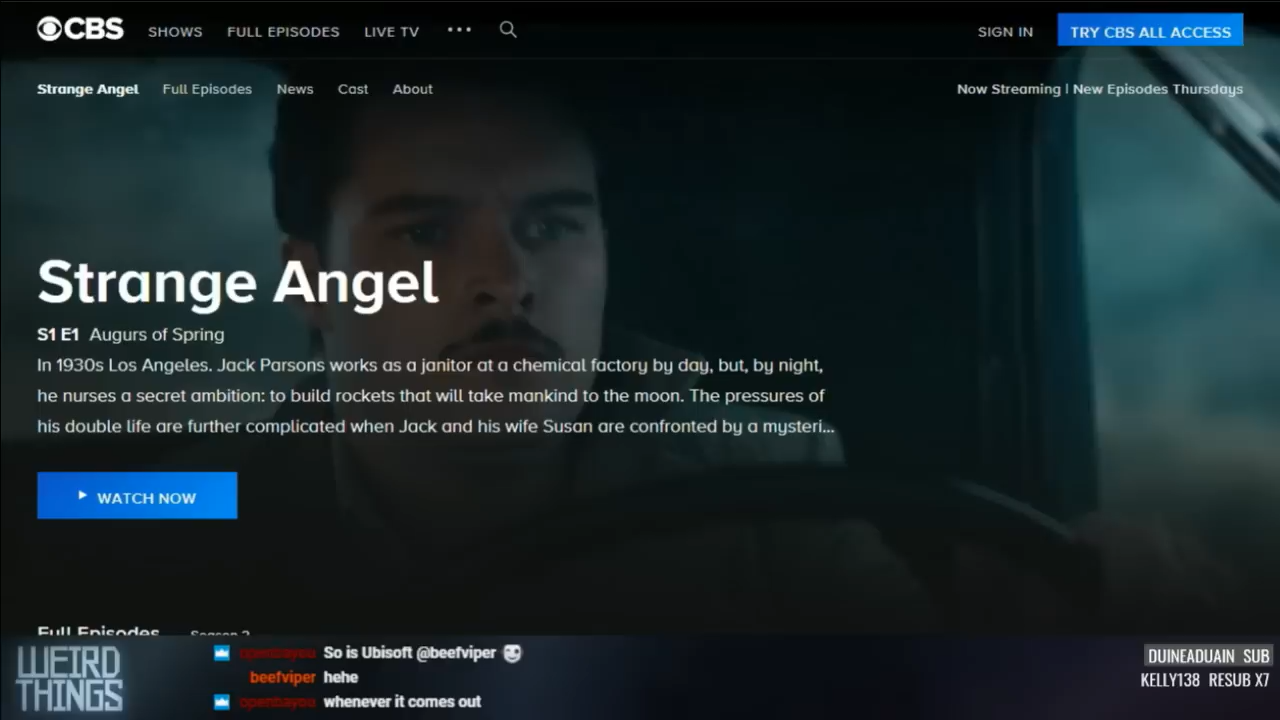 CBS SHOWS FULL EPISODES LIVE TV ••• SIGN IN TRY CBS ALL ACCESS
Strange Angel Full Episodes News Cast About Now Streaming | New Episodes Thursdays
Strange Angel
S1 E1 Augurs of Spring
In 1930s Los Angeles. Jack Parsons works as a janitor at a chemical factory by day, but, by night,
he nurses a secret ambition: to build rockets that will take mankind to the moon. The pressures of
his double life are further complicated when Jack and his wife Susan are confronted by a mysteri...
WATCH NOW
Full Episodes Season 2
WEIRD
THINGS
openbayou So is Ubisoft @beefviper
beefviper hehe
openbayou whenever it comes out
DUINEADUAIN SUB
KELLY138 RESUB X7